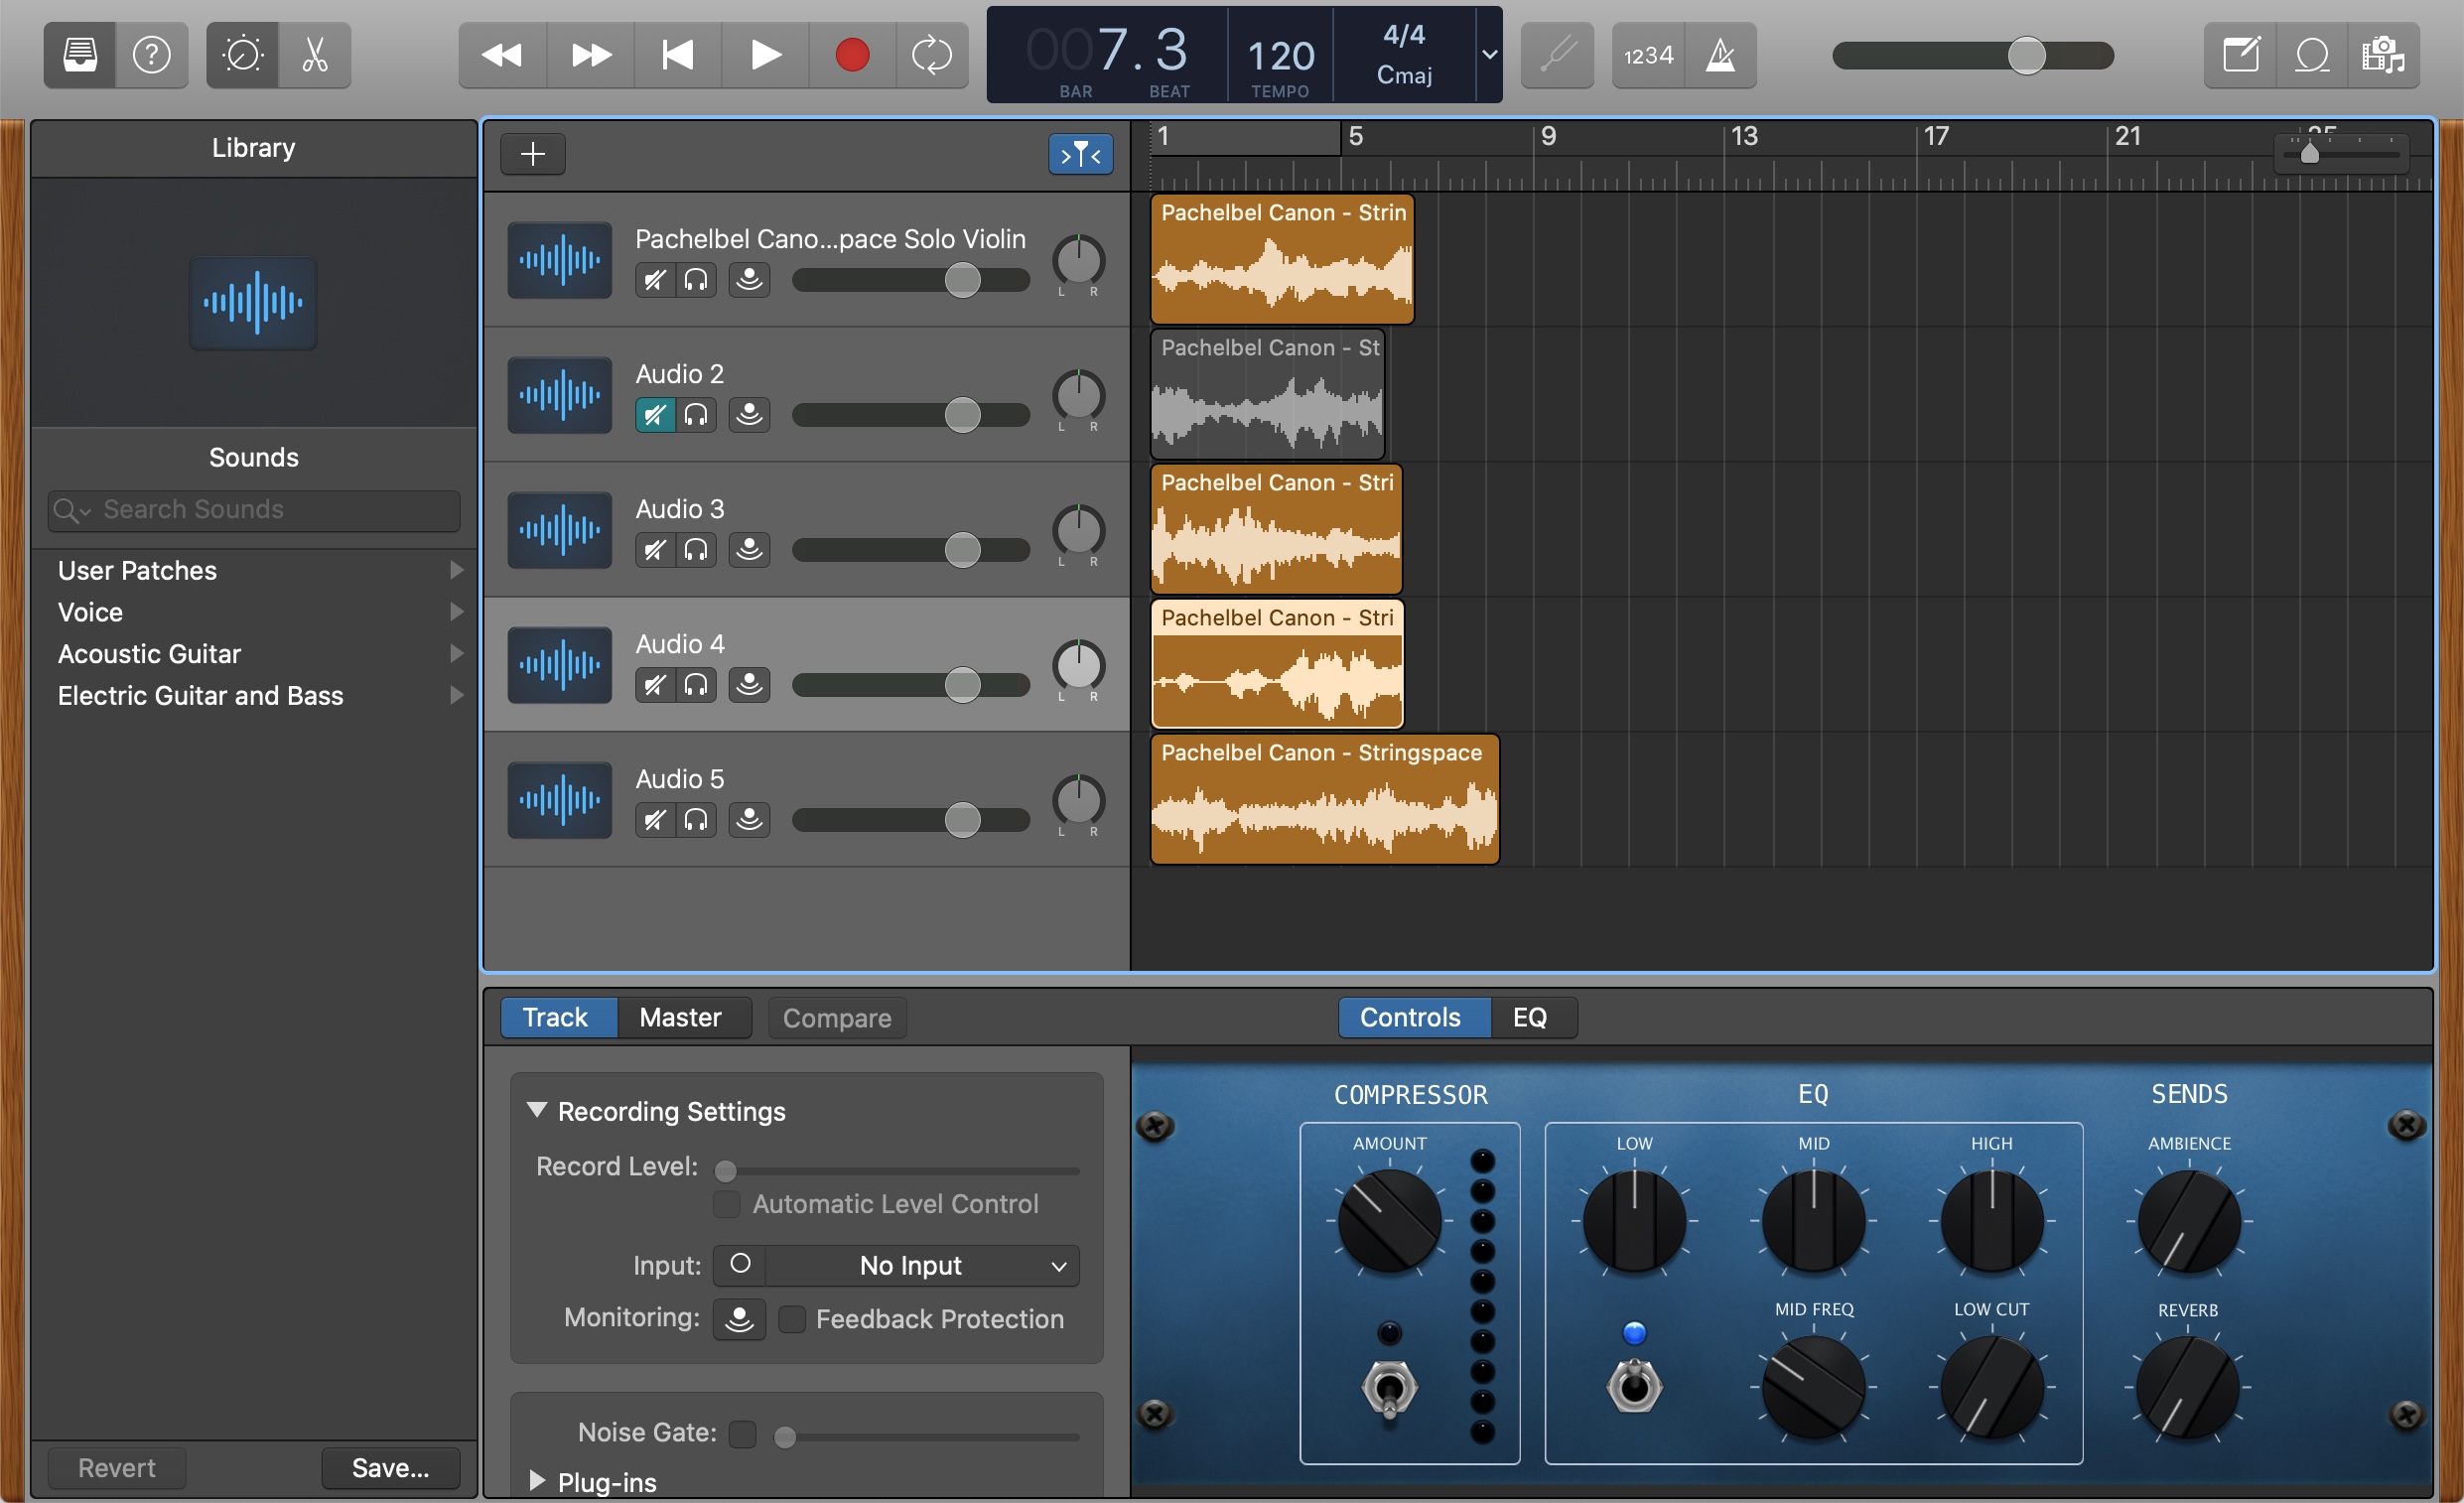 007.3
BAR
BEAT
120
TEMPO
4/4
Cmaj
1234
Library
Sounds
Search Sounds
User Patches
Voice
Acoustic Guitar
Electric Guitar and Bass
Revert
Save...
1
5
9
13
17
21
25
Pachelbel Cano...pace Solo Violin
L R
Pachelbel Canon - Strin
Audio 2
L R
Pachelbel Canon - St
Audio 3
L R
Pachelbel Canon - Stri
Audio 4
L R
Pachelbel Canon - Stri
Audio 5
L R
Pachelbel Canon - Stringspace
Track
Master
Compare
Controls
EQ
Recording Settings
Record Level:
Automatic Level Control
Input:
No Input
Monitoring:
Feedback Protection
Noise Gate:
Plug-ins
COMPRESSOR
AMOUNT
EQ
LOW
MID
HIGH
MID FREQ
LOW CUT
SENDS
AMBIENCE
REVERB